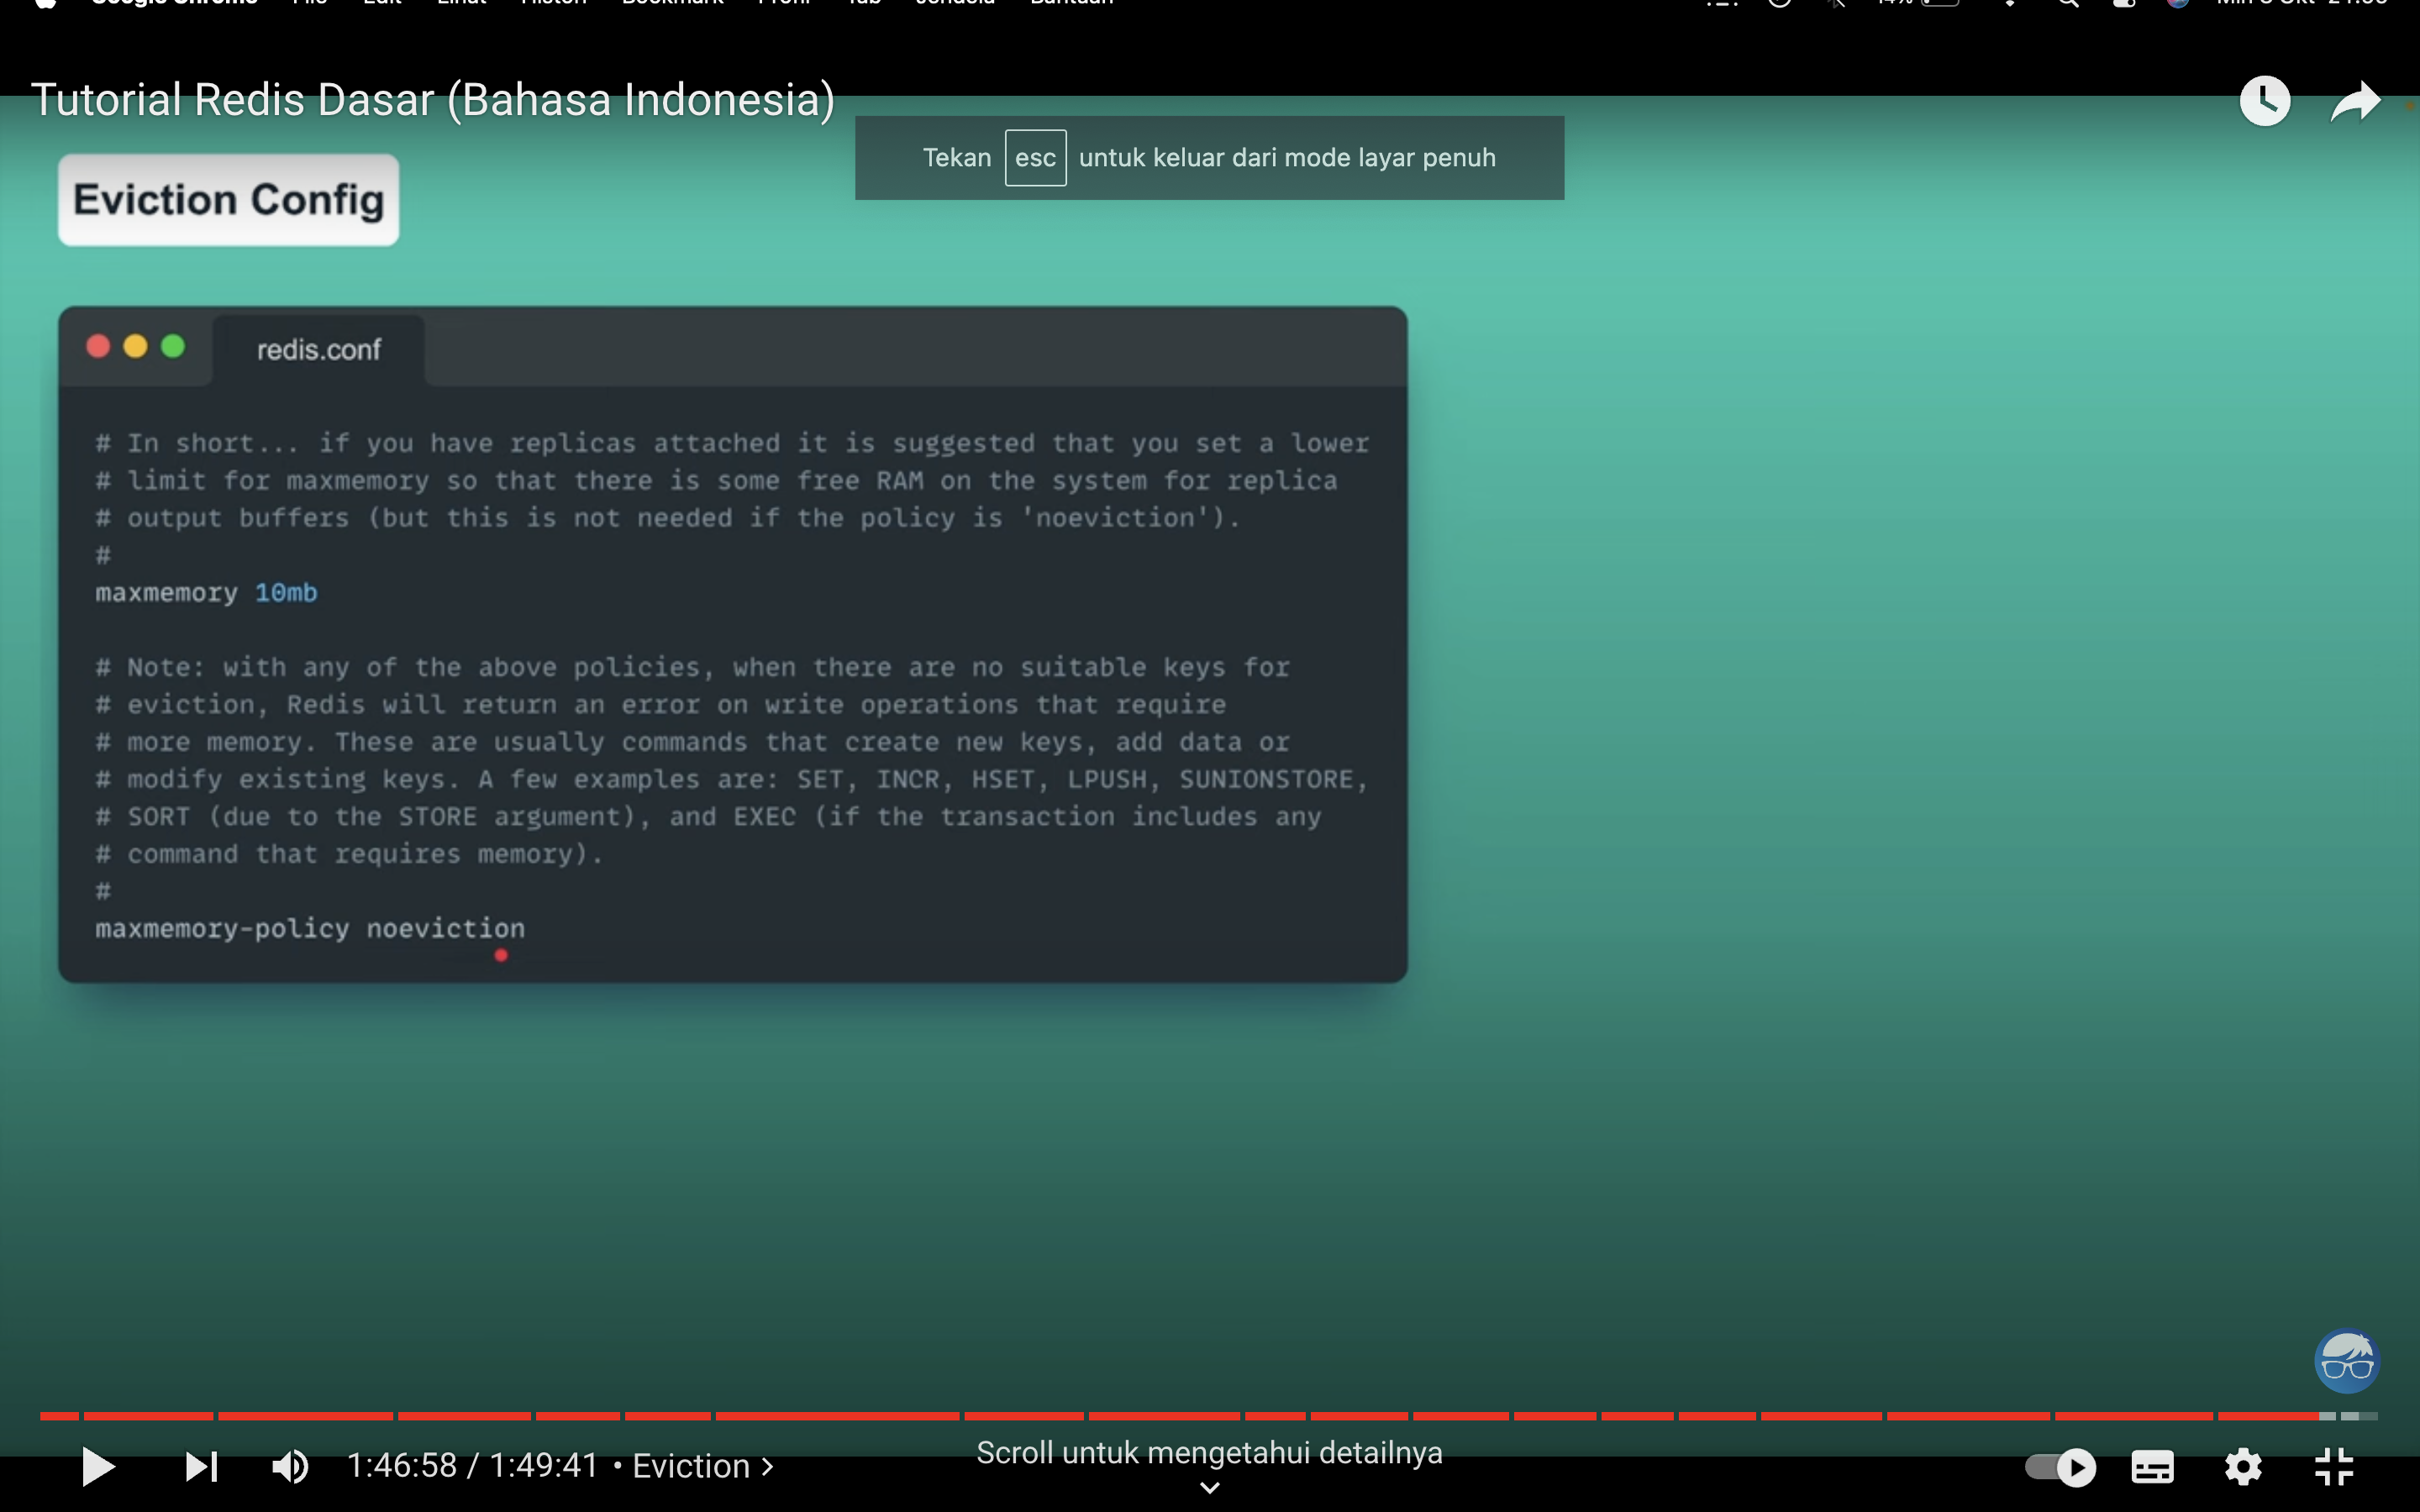 Tutorial Redis Dasar (Bahasa Indonesia)
Tekan esc untuk keluar dari mode layar penuh
Eviction Config
redis.conf
# In short... if you have replicas attached it is suggested that you set a lower
# limit for maxmemory so that there is some free RAM on the system for replica
# output buffers (but this is not needed if the policy is 'noeviction').
#
maxmemory 10mb
# Note: with any of the above policies, when there are no suitable keys for
# eviction, Redis will return an error on write operations that require
# more memory. These are usually commands that create new keys, add data or
# modify existing keys. A few examples are: SET, INCR, HSET, LPUSH, SUNIONSTORE,
# SORT (due to the STORE argument), and EXEC (if the transaction includes any
# command that requires memory).
#
maxmemory-policy noeviction
Scroll untuk mengetahui detailnya
1:46:58 / 1:49:41 • Eviction >